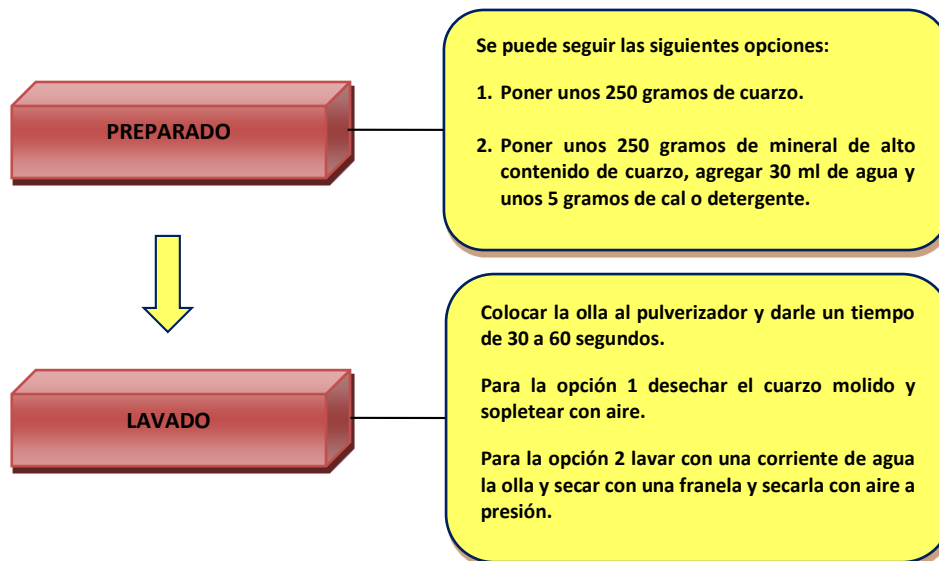 PREPARADO
Se puede seguir las siguientes opciones:
1. Poner unos 250 gramos de cuarzo.
2. Poner unos 250 gramos de mineral de alto
contenido de cuarzo, agregar 30 ml de agua y
unos 5 gramos de cal o detergente.
LAVADO
Colocar la olla al pulverizador y darle un tiempo
de 30 a 60 segundos.
Para la opción 1 desechar el cuarzo molido y
sopletear con aire.
Para la opción 2 lavar con una corriente de agua
la olla y secar con una franela y secarla con aire a
presión.